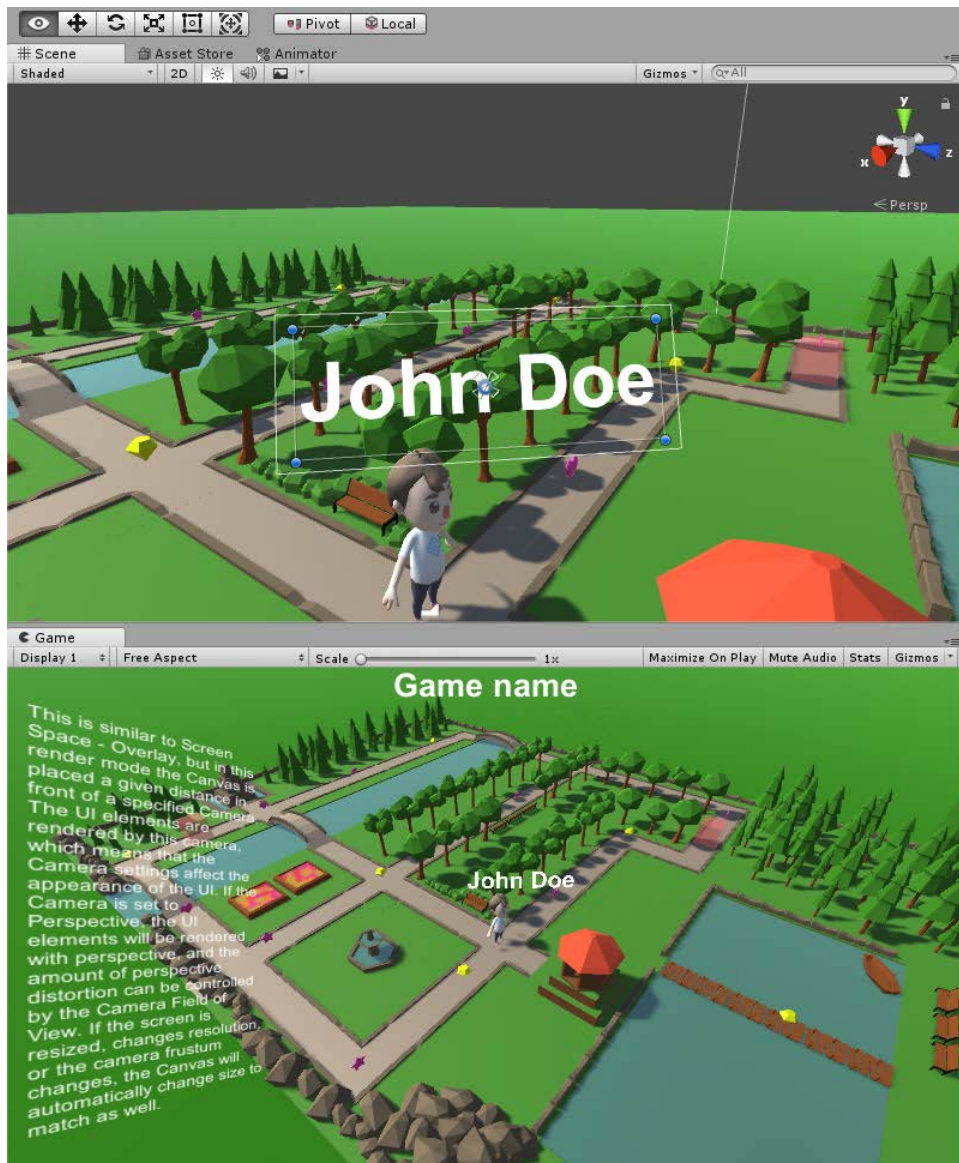 Pivot Local
Scene Asset Store Animator
Shaded 2D Gizmos All
y
x z
Persp
John Doe
Game
Display 1 Free Aspect Scale 1x Maximize On Play Mute Audio Stats Gizmos
Game name
This is similar to Screen
Space - Overlay, but in this
render mode the Canvas is
placed a given distance in
front of a specified Camera
The UI elements are
rendered by this camera,
which means that the
Camera settings affect the
appearance of the UI. If the
Camera is set to
Perspective, the UI
elements will be rendered
with perspective, and the
amount of perspective
distortion can be controlled
by the Camera Field of
View. If the screen is
resized, changes resolution,
or the camera frustum
changes, the Canvas will
automatically change size to
match as well.
John Doe